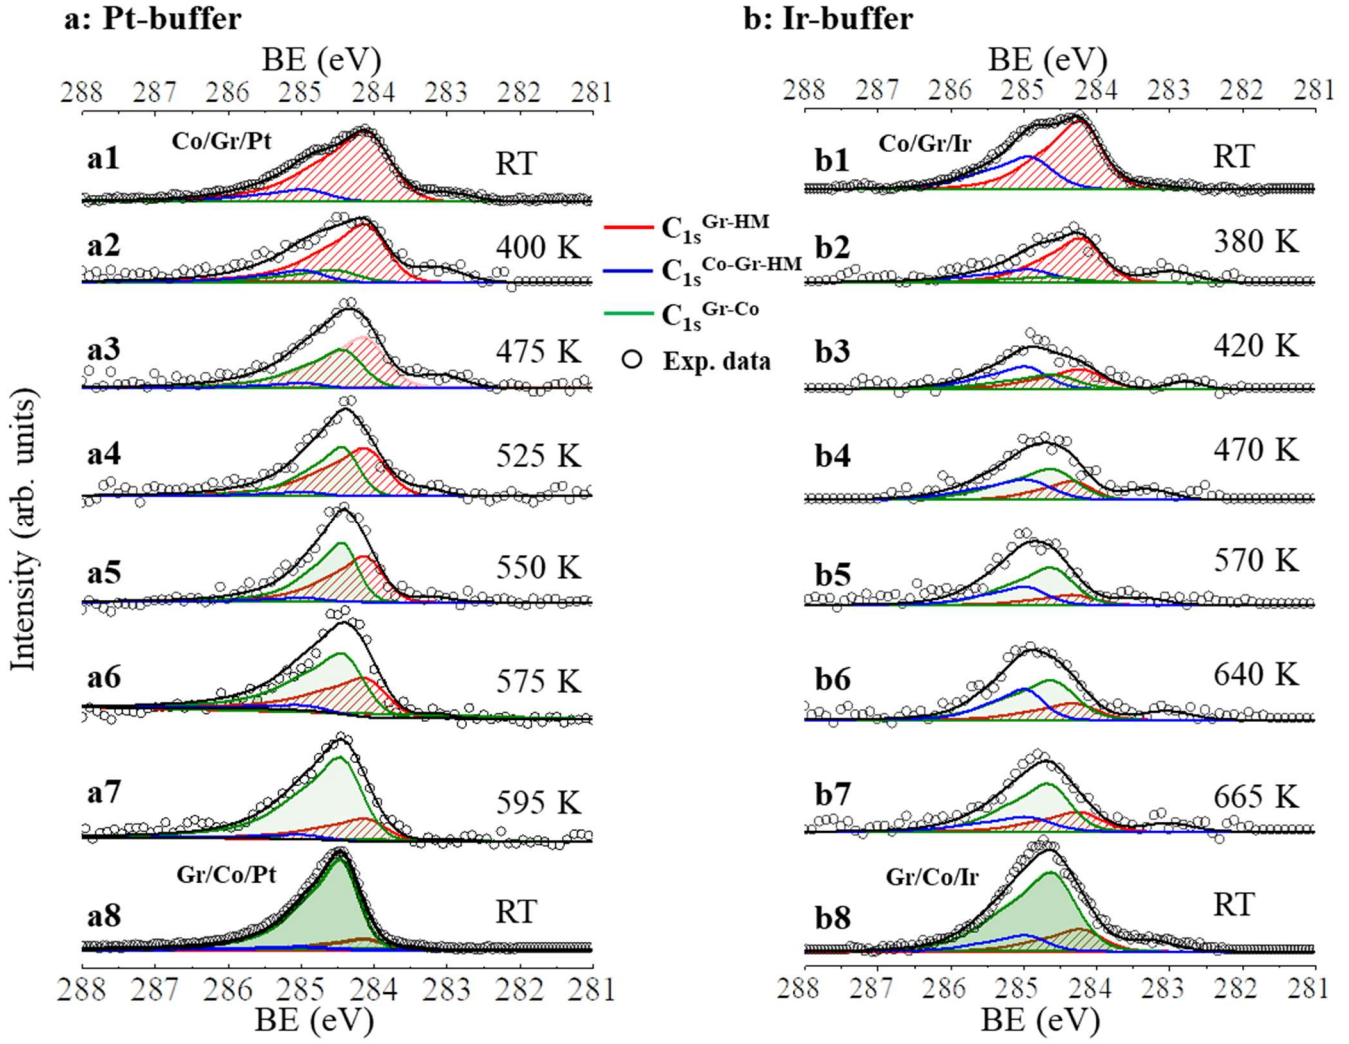 a: Pt-buffer
BE (eV)
288 287 286 285 284 283 282 281
a1 Co/Gr/Pt RT
a2 400 K
a3 475 K
a4 525 K
a5 550 K
a6 575 K
a7 595 K
a8 Gr/Co/Pt RT
288 287 286 285 284 283 282 281
BE (eV)
Intensity (arb. units)
C1s Gr-HM
C1s Co-Gr-HM
C1s Gr-Co
Exp. data
b: Ir-buffer
BE (eV)
288 287 286 285 284 283 282 281
b1 Co/Gr/Ir RT
b2 380 K
b3 420 K
b4 470 K
b5 570 K
b6 640 K
b7 665 K
b8 Gr/Co/Ir RT
288 287 286 285 284 283 282 281
BE (eV)